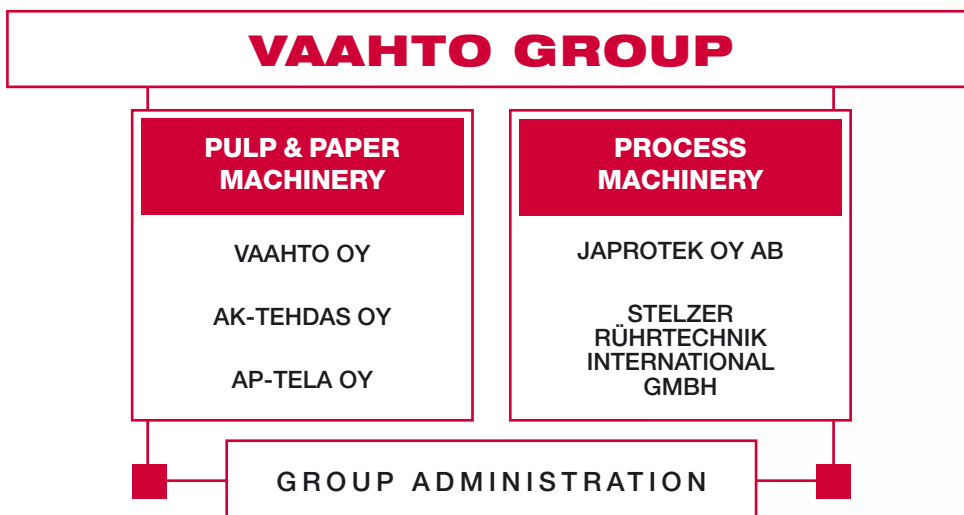 VAAHTO GROUP
PULP & PAPER
MACHINERY
VAAHTO OY
AK-TEHDAS OY
AP-TELA OY
PROCESS
MACHINERY
JAPROTEK OY AB
STELZER
RÜHRTECHNIK
INTERNATIONAL
GMBH
GROUP ADMINISTRATION